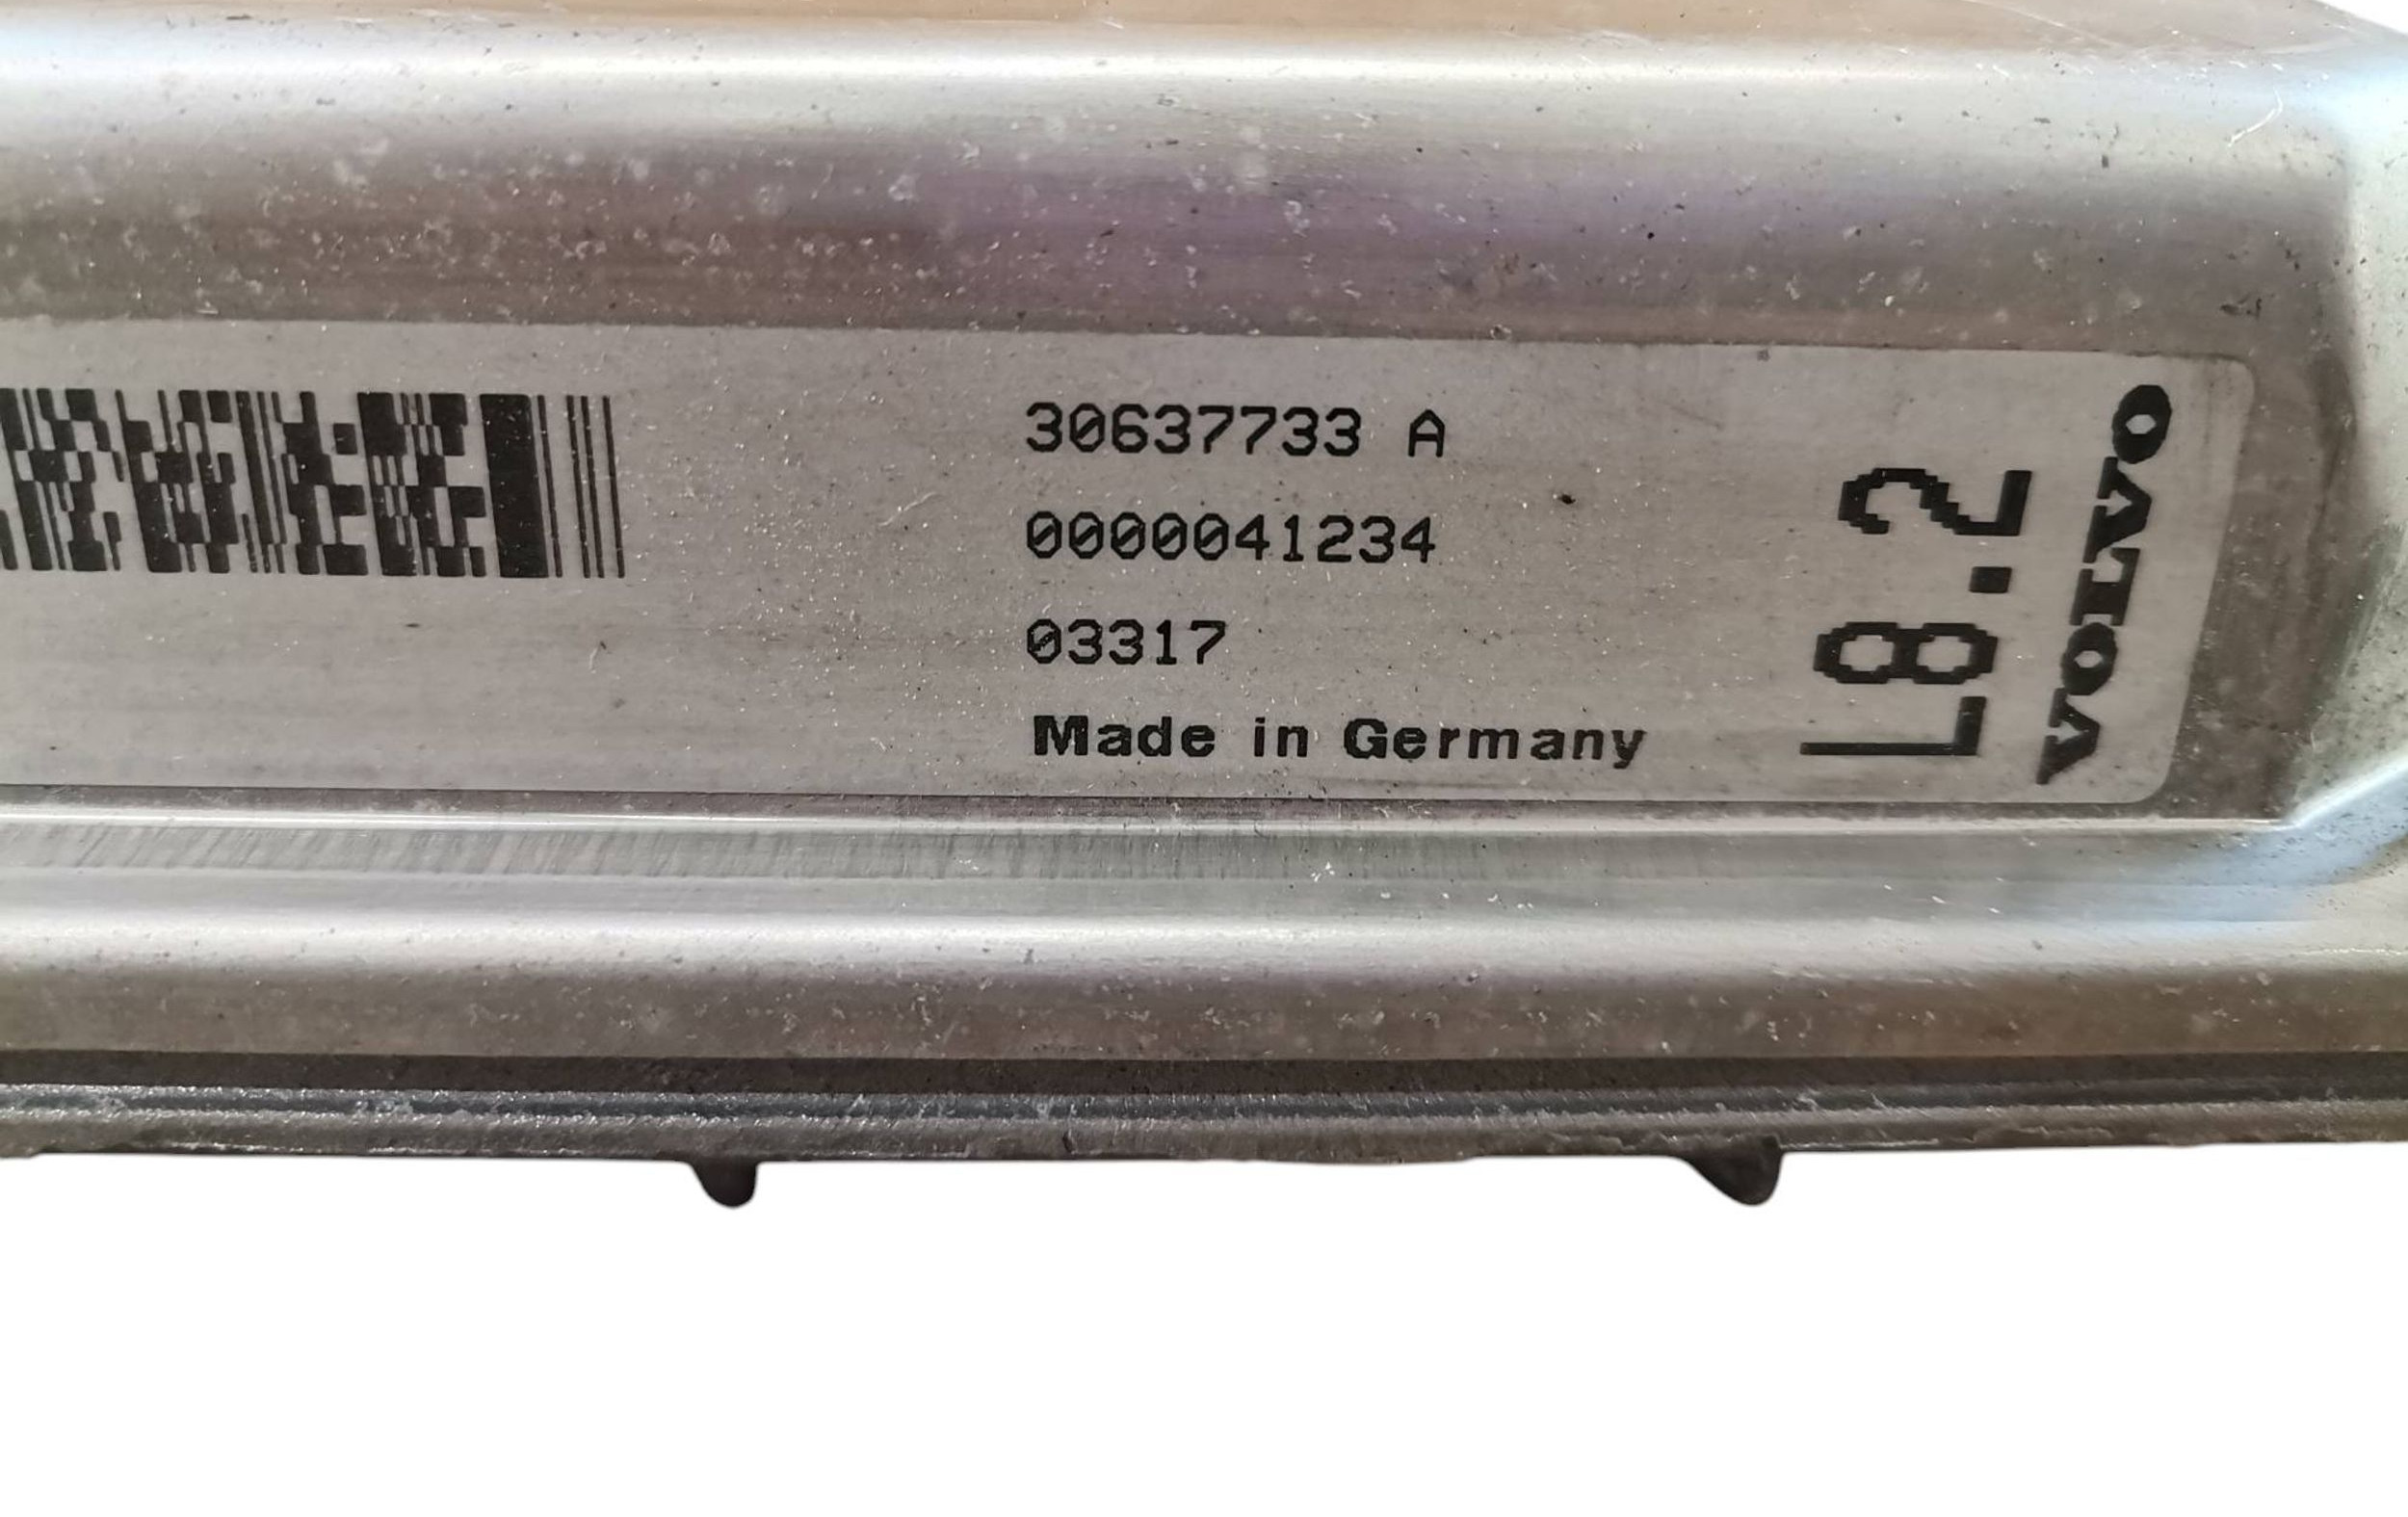 30637733 A
0000041234
03317
Made in Germany
L8.2
VOLVO